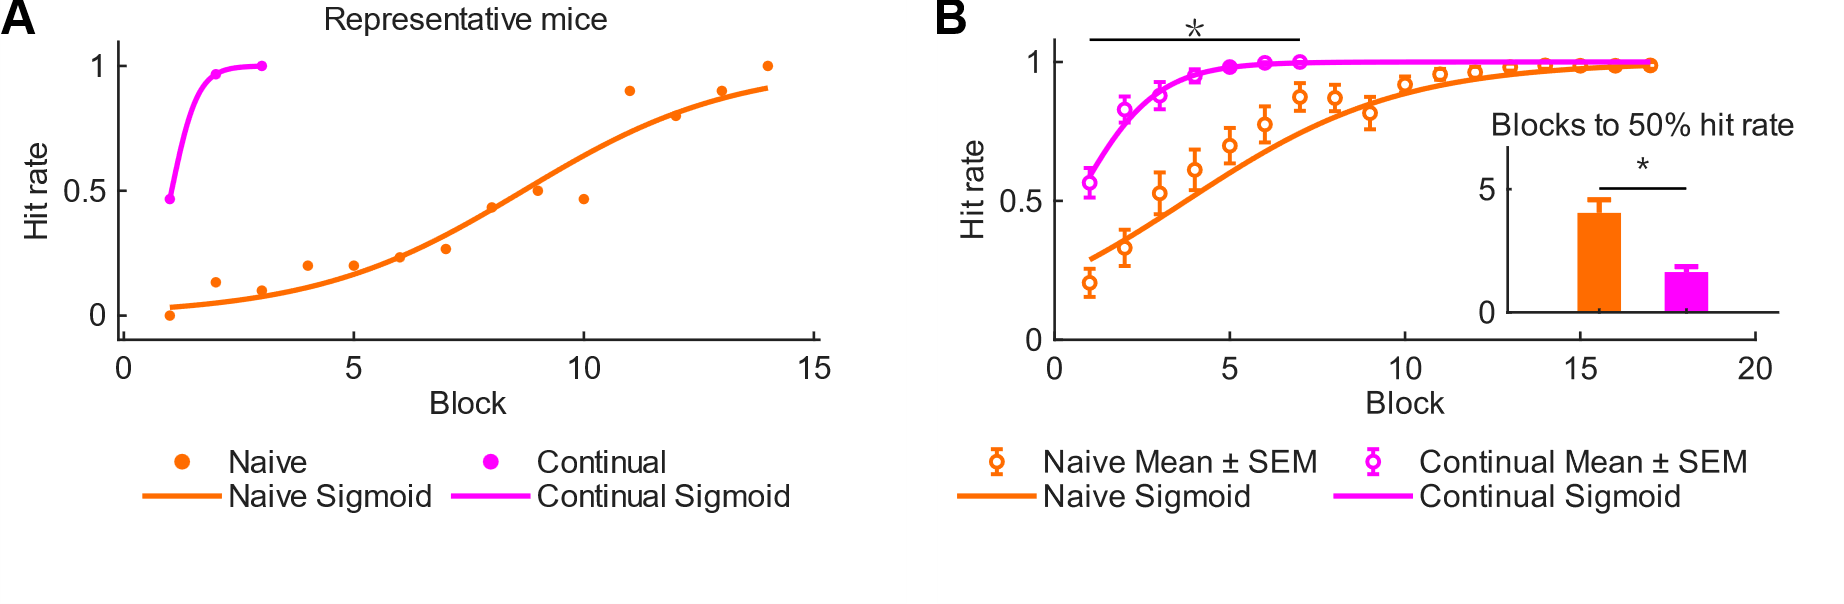 A
Representative mice
1
0.5
0
Hit rate
0
5
10
15
Block
Naive
Continual
Naive Sigmoid
Continual Sigmoid
B
*
1
0.5
0
Hit rate
0
5
10
15
20
Block
Blocks to 50% hit rate
*
5
0
Naive Mean ± SEM
Continual Mean ± SEM
Naive Sigmoid
Continual Sigmoid